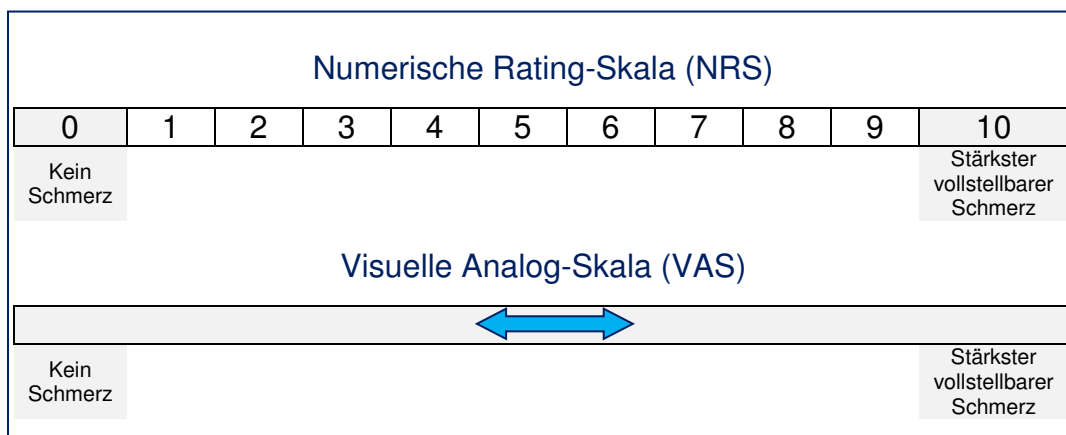 Numerische Rating-Skala (NRS)
0 1 2 3 4 5 6 7 8 9 10
Kein
Schmerz
Stärkster
vollstellbarer
Schmerz
Visuelle Analog-Skala (VAS)
Kein
Schmerz
Stärkster
vollstellbarer
Schmerz